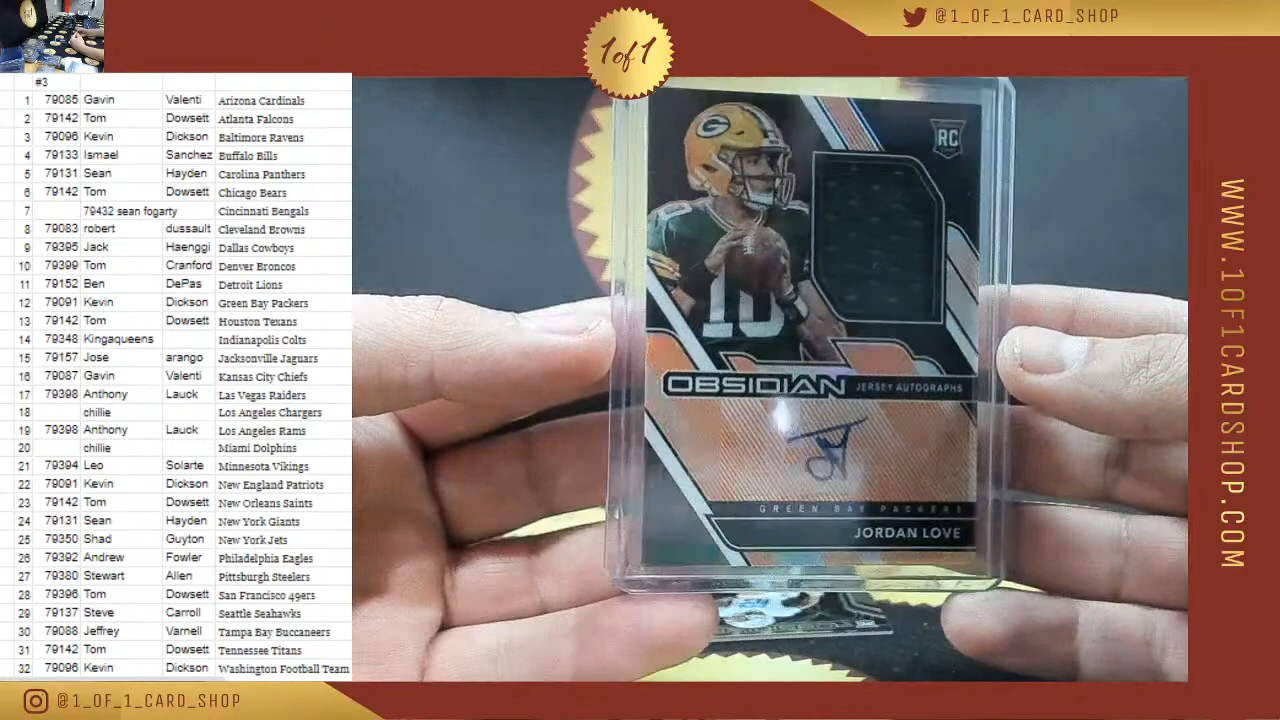 @1_OF_1_CARD_SHOP
1 of 1
#3
1 79085 Gavin Valenti Arizona Cardinals
2 79142 Tom Dowsett Atlanta Falcons
3 79096 Kevin Dickson Baltimore Ravens
4 79133 Ismael Sanchez Buffalo Bills
5 79131 Sean Hayden Carolina Panthers
6 79142 Tom Dowsett Chicago Bears
7 79432 sean fogarty Cincinnati Bengals
8 79083 robert dussault Cleveland Browns
9 79395 Jack Haenggi Dallas Cowboys
10 79399 Tom Cranford Denver Broncos
11 79152 Ben DePas Detroit Lions
12 79091 Kevin Dickson Green Bay Packers
13 79142 Tom Dowsett Houston Texans
14 79348 Kingaqueens Indianapolis Colts
15 79157 Jose arango Jacksonville Jaguars
16 79087 Gavin Valenti Kansas City Chiefs
17 79398 Anthony Lauck Las Vegas Raiders
18 chillie Los Angeles Chargers
19 79398 Anthony Lauck Los Angeles Rams
20 chillie Miami Dolphins
21 79394 Leo Solarte Minnesota Vikings
22 79091 Kevin Dickson New England Patriots
23 79142 Tom Dowsett New Orleans Saints
24 79131 Sean Hayden New York Giants
25 79350 Shad Guyton New York Jets
26 79392 Andrew Fowler Philadelphia Eagles
27 79380 Stewart Allen Pittsburgh Steelers
28 79396 Tom Dowsett San Francisco 49ers
29 79137 Steve Carroll Seattle Seahawks
30 79088 Jeffrey Varnell Tampa Bay Buccaneers
31 79142 Tom Dowsett Tennessee Titans
32 79096 Kevin Dickson Washington Football Team
RC
G
10
OBSIDIAN JERSEY AUTOGRAPHS
GREEN BAY PACKERS
JORDAN LOVE
WWW.1OF1CARDSHOP.COM
@1_OF_1_CARD_SHOP